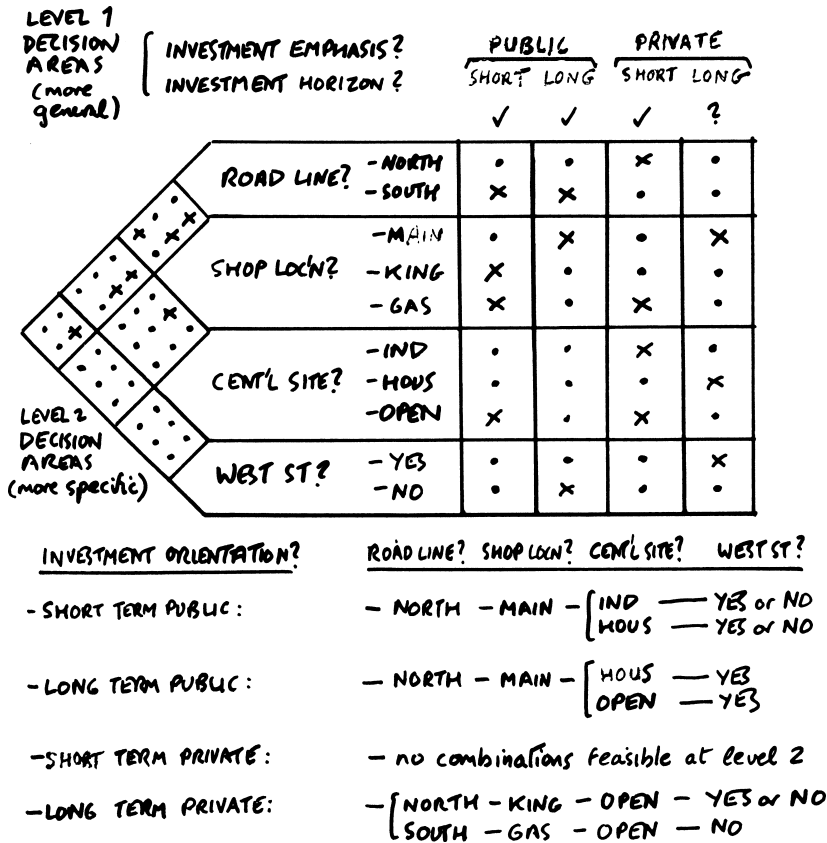 LEVEL 1
DECISION
AREAS
(more
general)
INVESTMENT EMPHASIS?
INVESTMENT HORIZON?
PUBLIC PRIVATE
SHORT LONG SHORT LONG
✓ ✓ ✓ ?
ROAD LINE? -NORTH • • x •
-SOUTH x x • •
SHOP LOC'N? -MAIN • x • x
-KING x • • •
-GAS x • x •
CENT'L SITE? -IND • • x •
-HOUS • • • x
-OPEN x • x •
WEST ST? -YES • • • x
-NO • x • •
LEVEL 2
DECISION
AREAS
(more specific)
INVESTMENT ORIENTATION? ROAD LINE? SHOP LOCN? CENT'L SITE? WEST ST?
-SHORT TERM PUBLIC: - NORTH - MAIN - IND — YES or NO
HOUS — YES or NO
-LONG TERM PUBLIC: - NORTH - MAIN - HOUS — YES
OPEN — YES
-SHORT TERM PRIVATE: - no combinations feasible at level 2
-LONG TERM PRIVATE: - NORTH - KING - OPEN - YES or NO
SOUTH - GAS - OPEN - NO